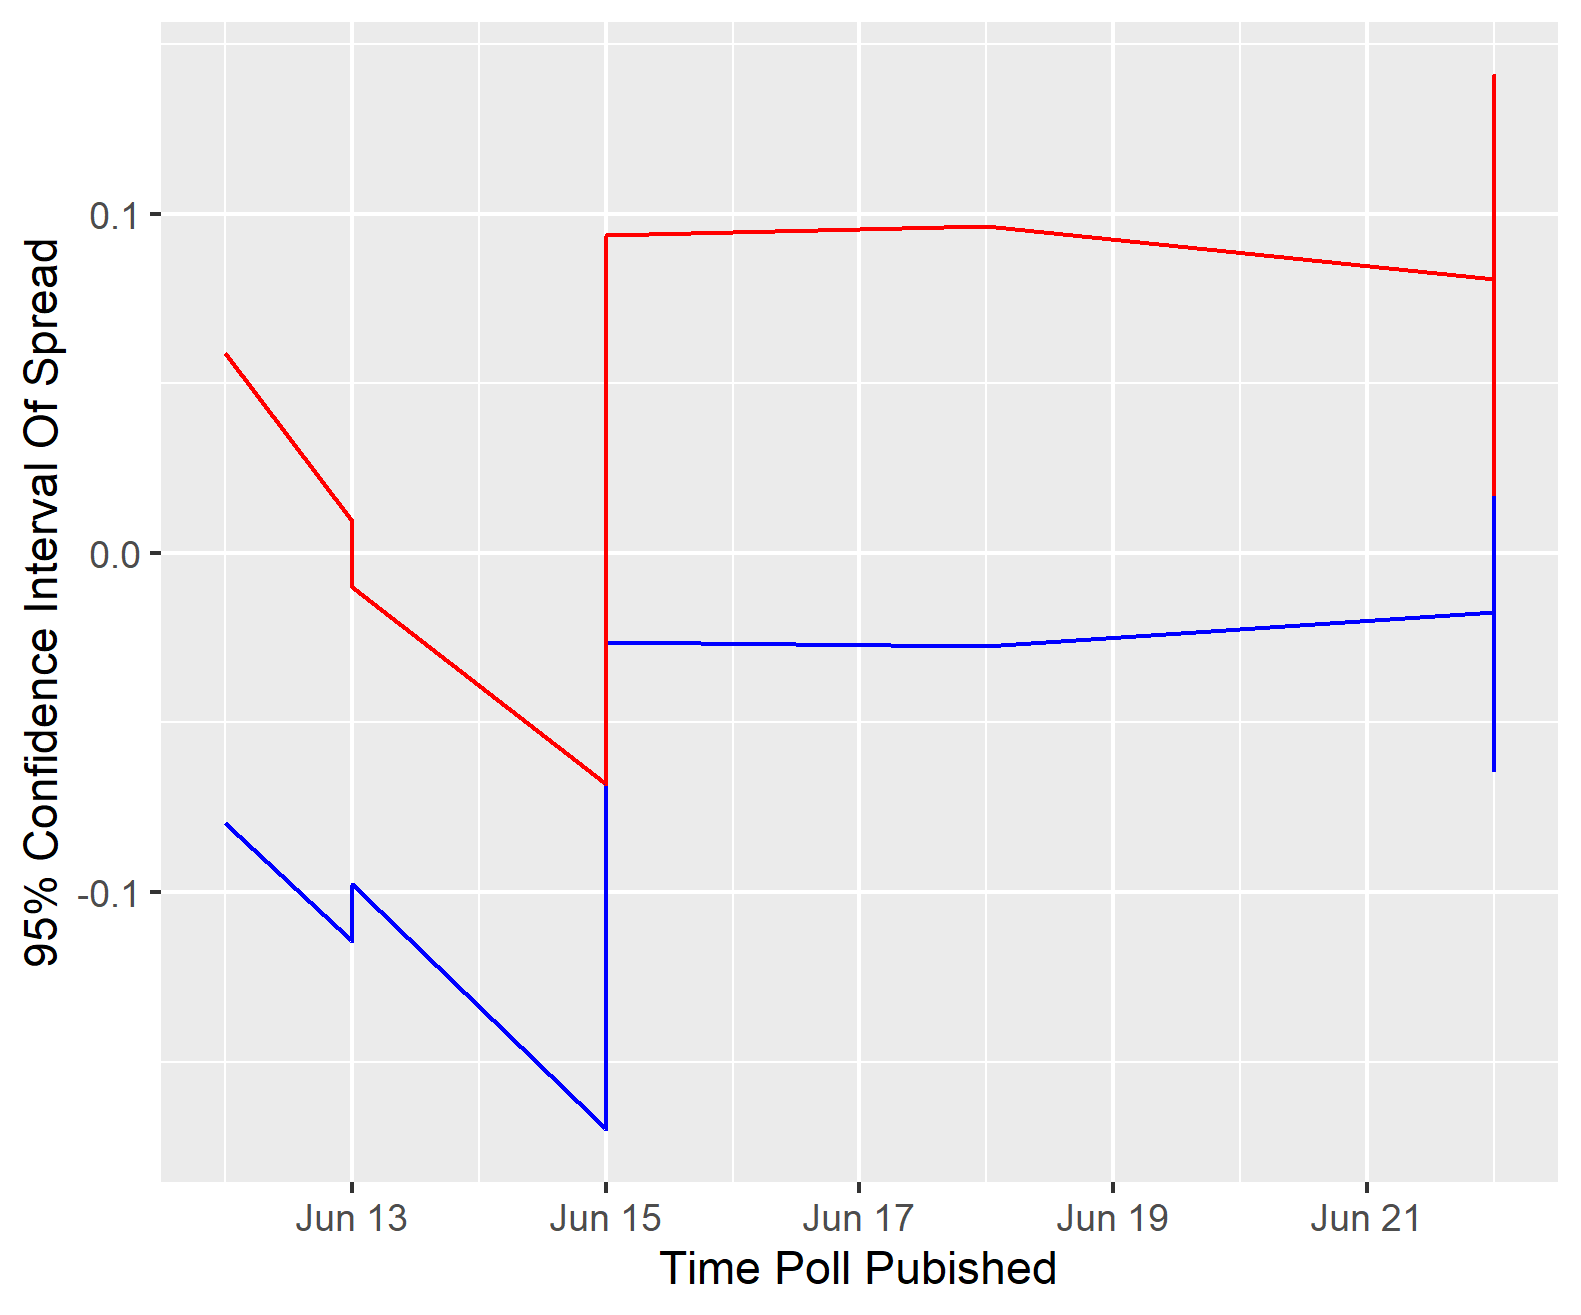 95% Confidence Interval Of Spread
0.1
0.0
-0.1
Jun 13 Jun 15 Jun 17 Jun 19 Jun 21
Time Poll Pubished